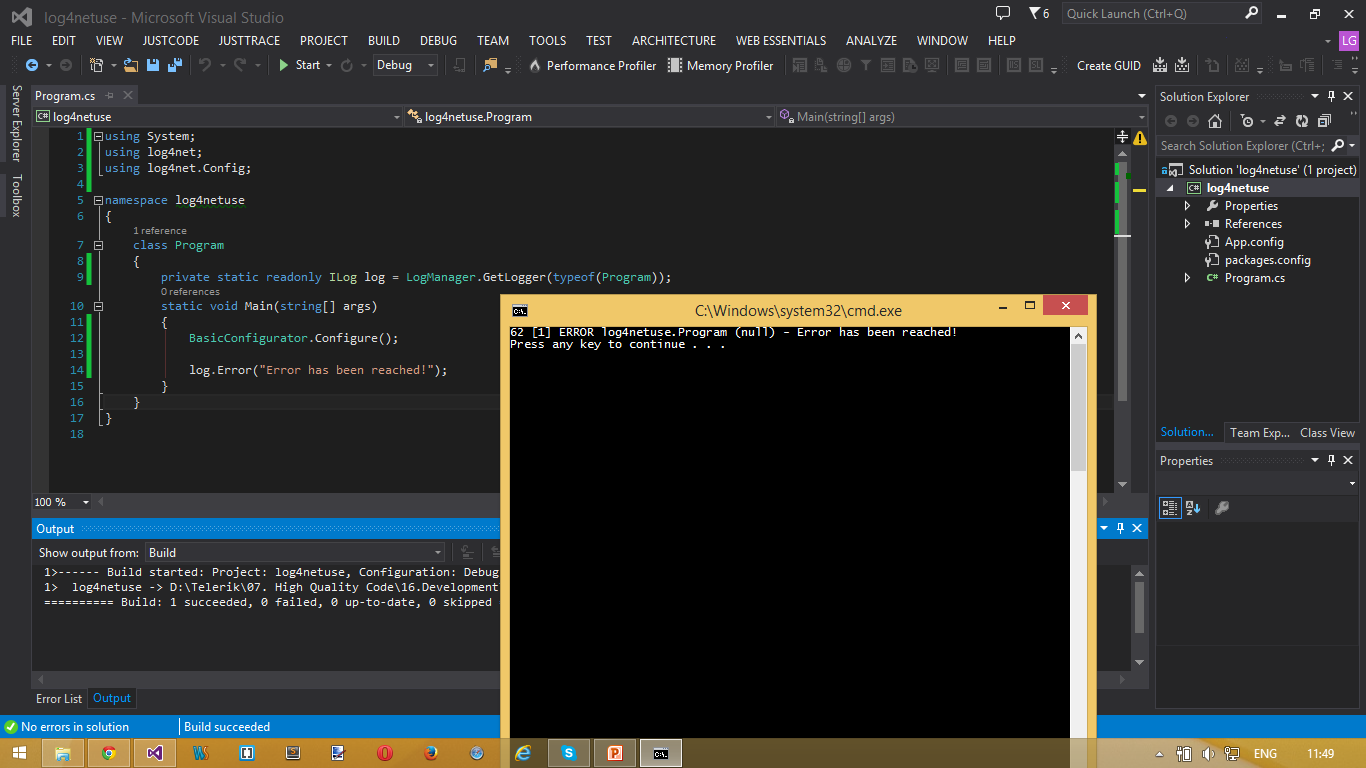 log4netuse - Microsoft Visual Studio
6
Quick Launch (Ctrl+Q)
FILE EDIT VIEW JUSTCODE JUSTTRACE PROJECT BUILD DEBUG TEAM TOOLS TEST ARCHITECTURE WEB ESSENTIALS ANALYZE WINDOW HELP
LG
Start Debug Performance Profiler Memory Profiler Create GUID
Server Explorer
Toolbox
Program.cs
C# log4netuse log4netuse.Program Main(string[] args)
1 using System;
2 using log4net;
3 using log4net.Config;
4
5 namespace log4netuse
6 {
1 reference
7 class Program
8 {
9 private static readonly ILog log = LogManager.GetLogger(typeof(Program));
0 references
10 static void Main(string[] args)
11 {
12 BasicConfigurator.Configure();
13
14 log.Error("Error has been reached!");
15 }
16 }
17 }
18
100 %
Output
Show output from: Build
1>------ Build started: Project: log4netuse, Configuration: Debug
1> log4netuse -> D:\Telerik\07. High Quality Code\16.Development
========== Build: 1 succeeded, 0 failed, 0 up-to-date, 0 skipped
Error List Output
No errors in solution Build succeeded
C:\Windows\system32\cmd.exe
62 [1] ERROR log4netuse.Program (null) - Error has been reached!
Press any key to continue . . .
Solution Explorer
Search Solution Explorer (Ctrl+;
Solution 'log4netuse' (1 project)
C# log4netuse
Properties
References
App.config
packages.config
C# Program.cs
Solution... Team Exp... Class View
Properties
ENG 11:49